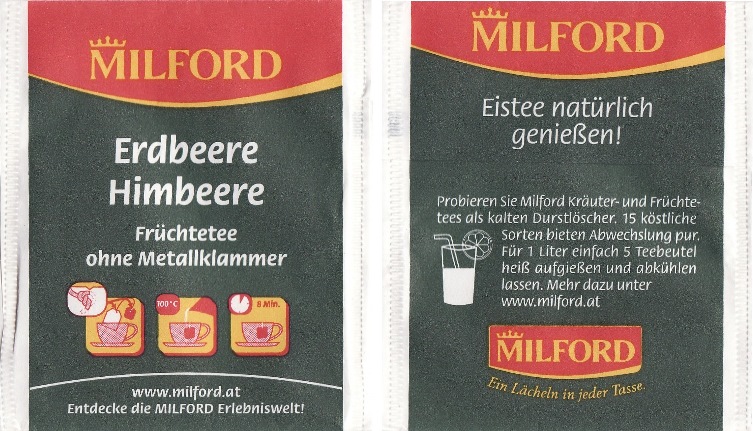 MILFORD
Erdbeere
Himbeere
Früchtetee
ohne Metallklammer
100°C
8 Min.
www.milford.at
Entdecke die MILFORD Erlebniswelt!
MILFORD
Eistee natürlich
genießen!
Probieren Sie Milford Kräuter- und Früchte-
tees als kalten Durstlöscher. 15 köstliche
Sorten bieten Abwechslung pur.
Für 1 Liter einfach 5 Teebeutel
heiß aufgießen und abkühlen
lassen. Mehr dazu unter
www.milford.at
MILFORD
Ein Lächeln in jeder Tasse.